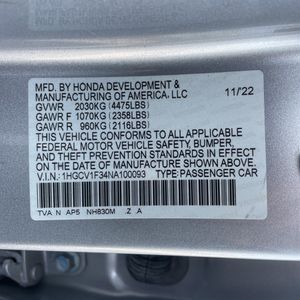 MFD. BY HONDA DEVELOPMENT &
MANUFACTURING OF AMERICA, LLC 11/22
GVWR 2030KG (4475LBS)
GAWR F 1070KG (2358LBS)
GAWR R 960KG (2116LBS)
THIS VEHICLE CONFORMS TO ALL APPLICABLE
FEDERAL MOTOR VEHICLE SAFETY, BUMPER,
AND THEFT PREVENTION STANDARDS IN EFFECT
ON THE DATE OF MANUFACTURE SHOWN ABOVE.
V.I.N.: 1HGCV1F34NA100093 TYPE: PASSENGER CAR
TVA N AP5 NH830M .Z A